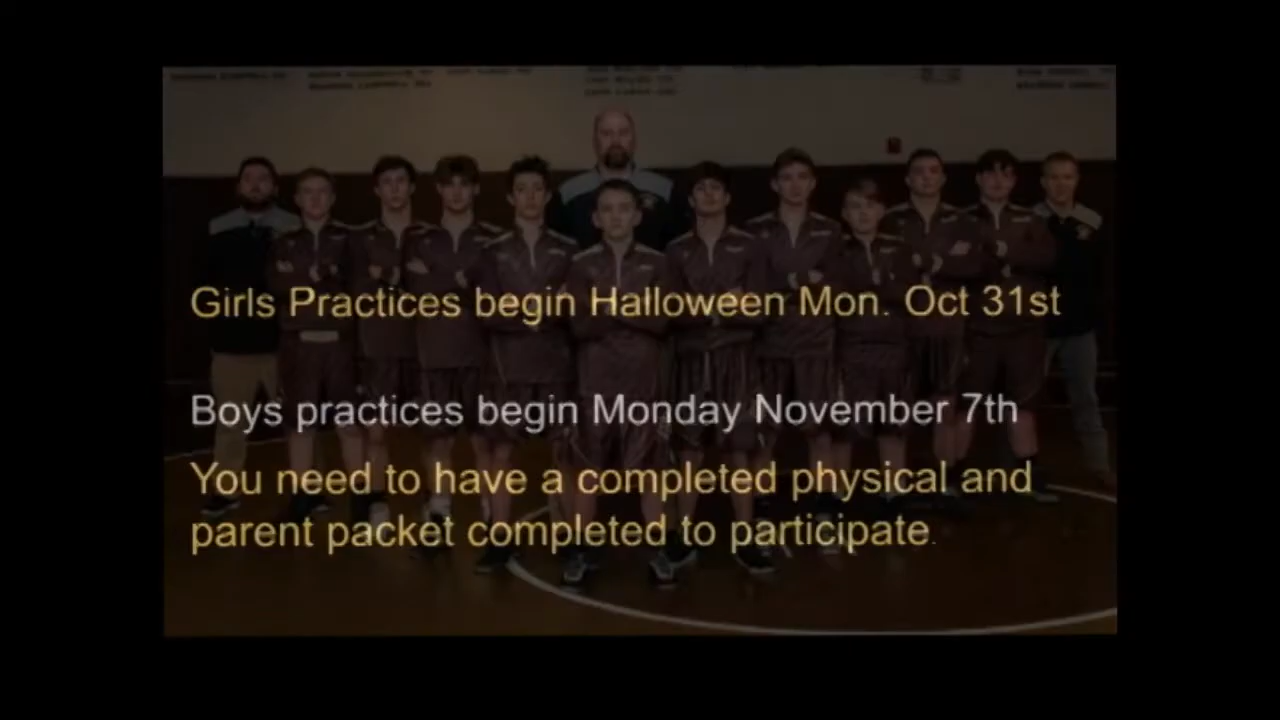 Girls Practices begin Halloween Mon. Oct 31st
Boys practices begin Monday November 7th
You need to have a completed physical and
parent packet completed to participate.